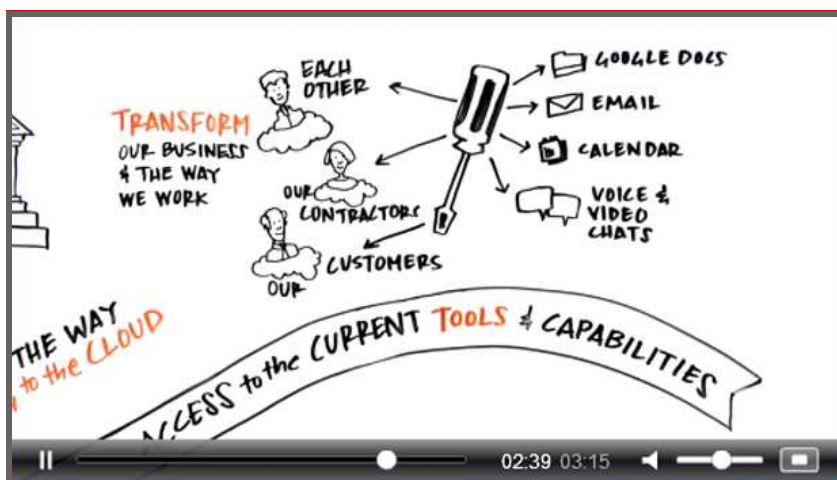 TRANSFORM
OUR BUSINESS
& THE WAY
WE WORK
EACH
OTHER
OUR
CONTRACTORS
OUR CUSTOMERS
GOOGLE DOCS
EMAIL
CALENDAR
VOICE &
VIDEO
CHATS
THE WAY
to the CLOUD
ACCESS to the CURRENT TOOLS & CAPABILITIES
02:39 03:15